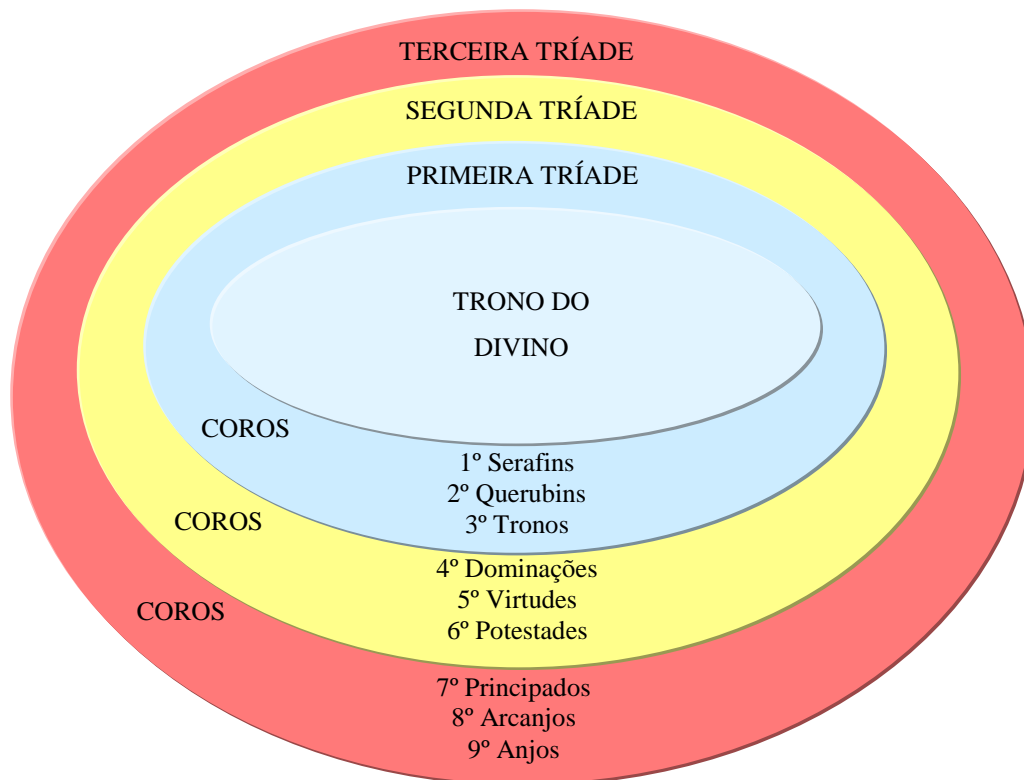 TERCEIRA TRÍADE
SEGUNDA TRÍADE
PRIMEIRA TRÍADE
TRONO DO
DIVINO
COROS
1º Serafins
2º Querubins
3º Tronos
COROS
4º Dominações
5º Virtudes
6º Potestades
COROS
7º Principados
8º Arcanjos
9º Anjos